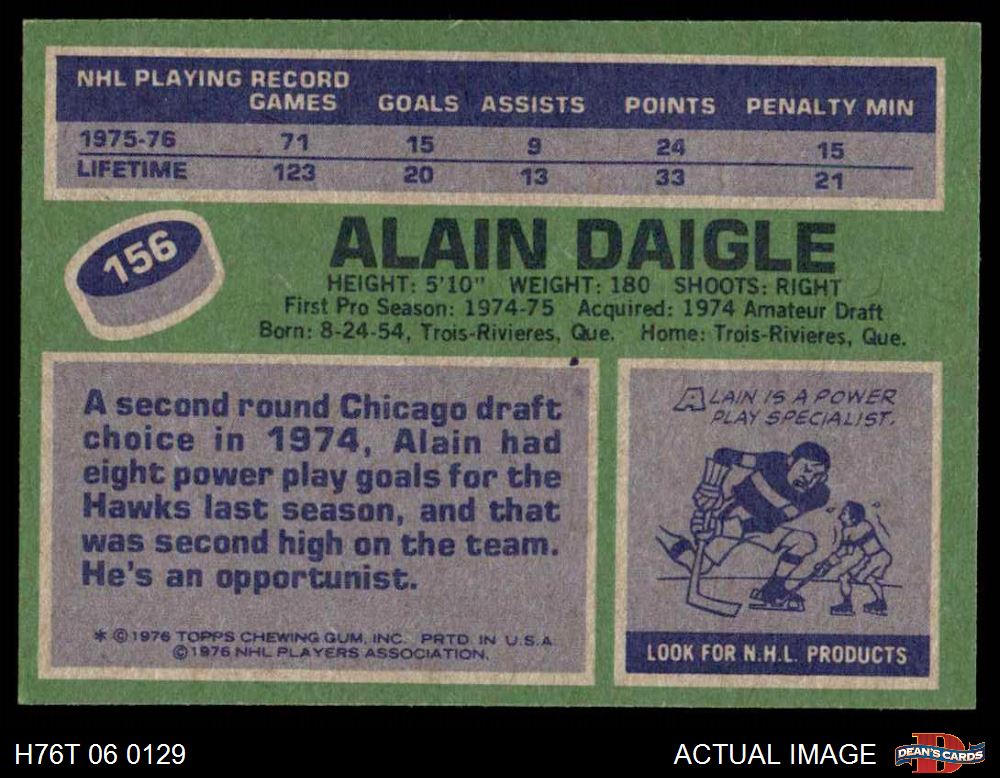 NHL PLAYING RECORD
GAMES GOALS ASSISTS POINTS PENALTY MIN
1975-76 71 15 9 24 15
LIFETIME 123 20 13 33 21
156
ALAIN DAIGLE
HEIGHT: 5'10" WEIGHT: 180 SHOOTS: RIGHT
First Pro Season: 1974-75 Acquired: 1974 Amateur Draft
Born: 8-24-54, Trois-Rivieres, Que. Home: Trois-Rivieres, Que.
A second round Chicago draft
choice in 1974, Alain had
eight power play goals for the
Hawks last season, and that
was second high on the team.
He's an opportunist.
* © 1976 TOPPS CHEWING GUM, INC. PRTD. IN U.S.A.
© 1976 NHL PLAYERS ASSOCIATION.
ALAIN IS A POWER
PLAY SPECIALIST.
LOOK FOR N.H.L. PRODUCTS
H76T 06 0129
ACTUAL IMAGE
D
DEAN'S CARDS